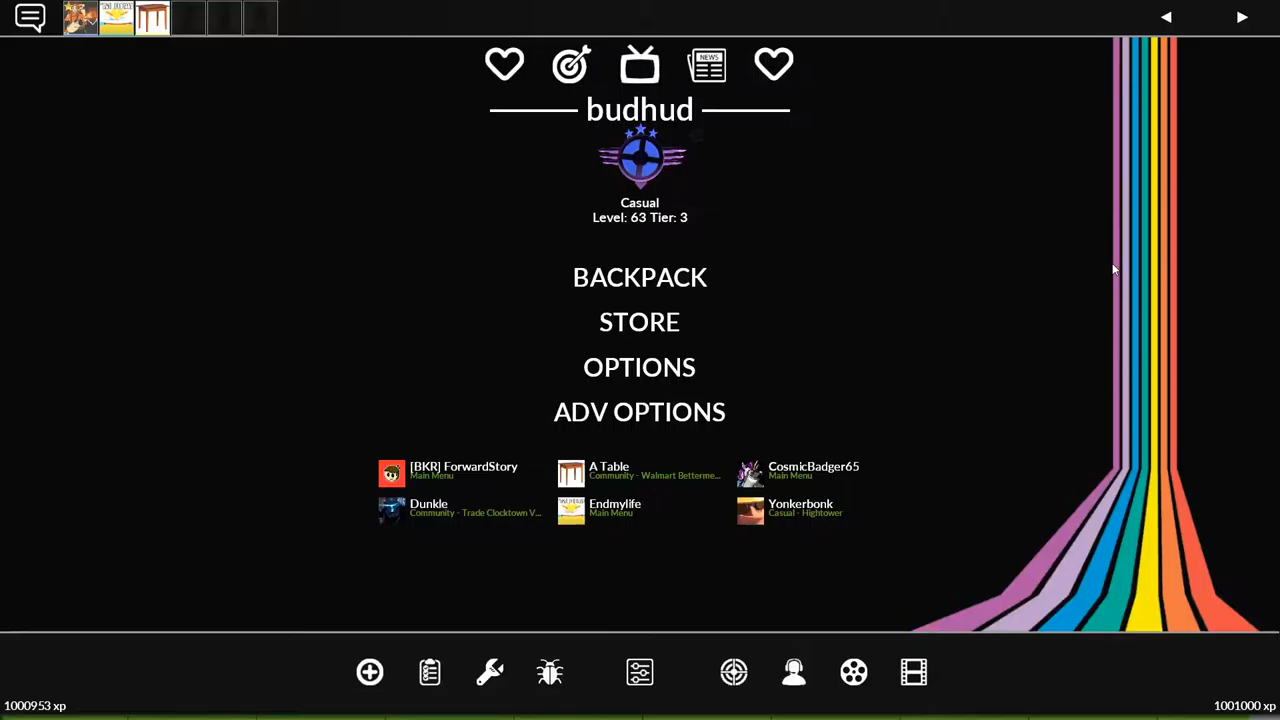 NEWS
budhud
Casual
Level: 63 Tier: 3
BACKPACK
STORE
OPTIONS
ADV OPTIONS
[BKR] ForwardStory
Main Menu
A Table
Community - Walmart Betterme...
CosmicBadger65
Main Menu
Dunkle
Community - Trade Clocktown V...
Endmylife
Main Menu
Yonkerbonk
Casual - Hightower
1000953 xp
1001000 xp